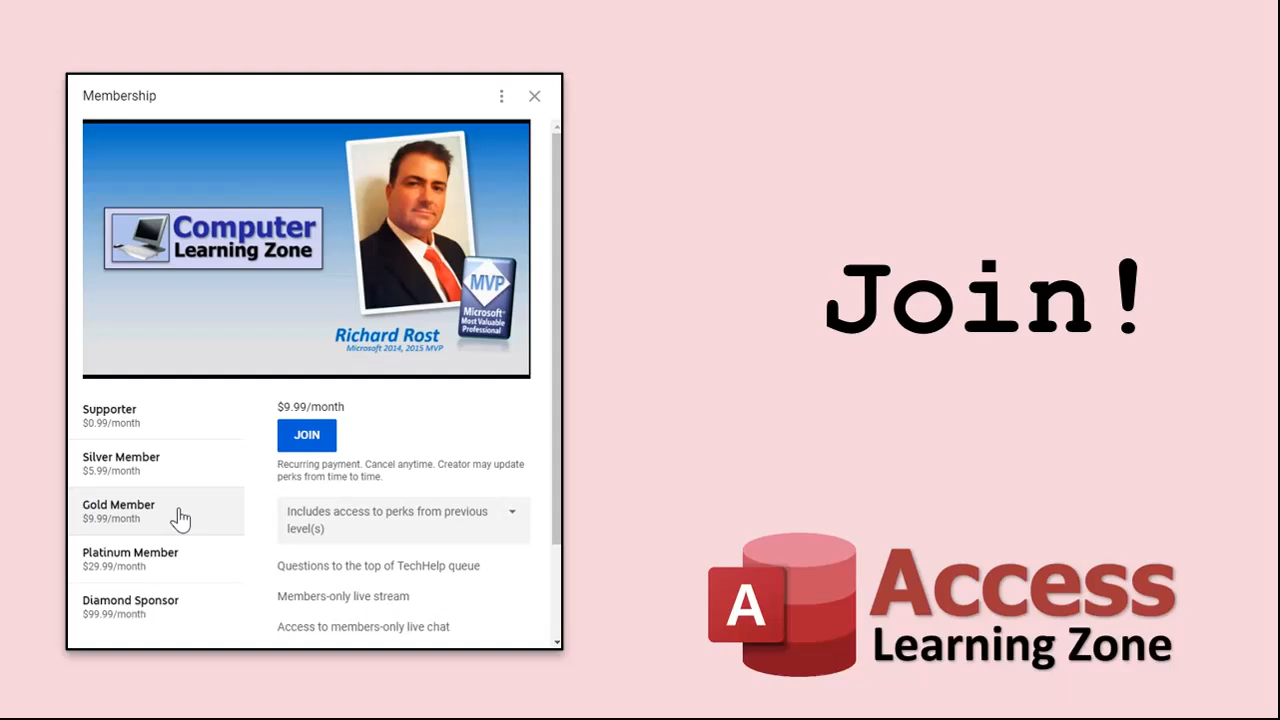 Membership
Computer
Learning Zone
MVP
Microsoft®
Most Valuable
Professional
Richard Rost
Microsoft 2014, 2015 MVP
Supporter
$0.99/month
Silver Member
$5.99/month
Gold Member
$9.99/month
Platinum Member
$29.99/month
Diamond Sponsor
$99.99/month
$9.99/month
JOIN
Recurring payment. Cancel anytime. Creator may update
perks from time to time.
Includes access to perks from previous
level(s)
Questions to the top of TechHelp queue
Members-only live stream
Access to members-only live chat
Join!
A
Access
Learning Zone